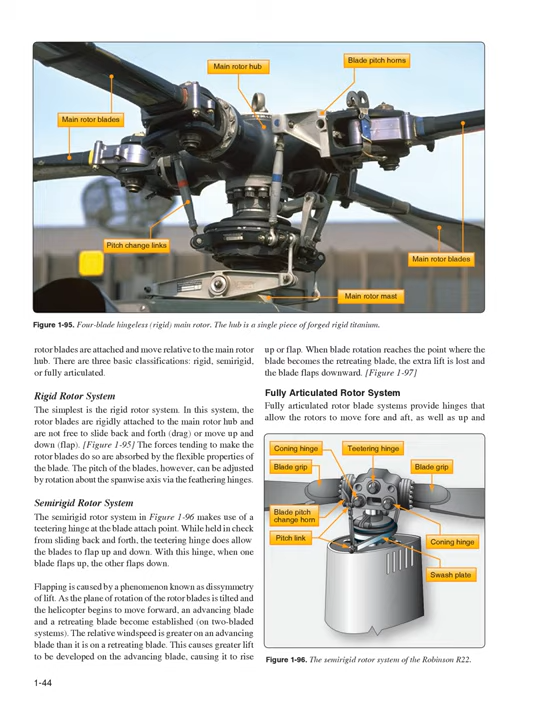 Main rotor hub
Blade pitch horns
Main rotor blades
Pitch change links
Main rotor blades
Main rotor mast
Figure 1-95. Four-blade hingeless (rigid) main rotor. The hub is a single piece of forged rigid titanium.
rotor blades are attached and move relative to the main rotor
hub. There are three basic classifications: rigid, semirigid,
or fully articulated.
Rigid Rotor System
The simplest is the rigid rotor system. In this system, the
rotor blades are rigidly attached to the main rotor hub and
are not free to slide back and forth (drag) or move up and
down (flap). [Figure 1-95] The forces tending to make the
rotor blades do so are absorbed by the flexible properties of
the blade. The pitch of the blades, however, can be adjusted
by rotation about the spanwise axis via the feathering hinges.
Semirigid Rotor System
The semirigid rotor system in Figure 1-96 makes use of a
teetering hinge at the blade attach point. While held in check
from sliding back and forth, the teetering hinge does allow
the blades to flap up and down. With this hinge, when one
blade flaps up, the other flaps down.
Flapping is caused by a phenomenon known as dissymmetry
of lift. As the plane of rotation of the rotor blades is tilted and
the helicopter begins to move forward, an advancing blade
and a retreating blade become established (on two-bladed
systems). The relative windspeed is greater on an advancing
blade than it is on a retreating blade. This causes greater lift
to be developed on the advancing blade, causing it to rise
up or flap. When blade rotation reaches the point where the
blade becomes the retreating blade, the extra lift is lost and
the blade flaps downward. [Figure 1-97]
Fully Articulated Rotor System
Fully articulated rotor blade systems provide hinges that
allow the rotors to move fore and aft, as well as up and
Coning hinge
Teetering hinge
Blade grip
Blade grip
Blade pitch
change horn
Pitch link
Coning hinge
Swash plate
Figure 1-96. The semirigid rotor system of the Robinson R22.
1-44